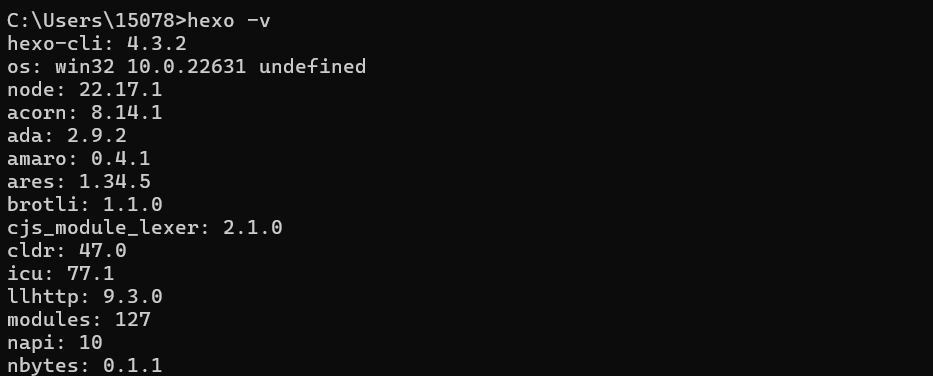 C:\Users\15078>hexo -v
hexo-cli: 4.3.2
os: win32 10.0.22631 undefined
node: 22.17.1
acorn: 8.14.1
ada: 2.9.2
amaro: 0.4.1
ares: 1.34.5
brotli: 1.1.0
cjs_module_lexer: 2.1.0
cldr: 47.0
icu: 77.1
llhttp: 9.3.0
modules: 127
napi: 10
nbytes: 0.1.1